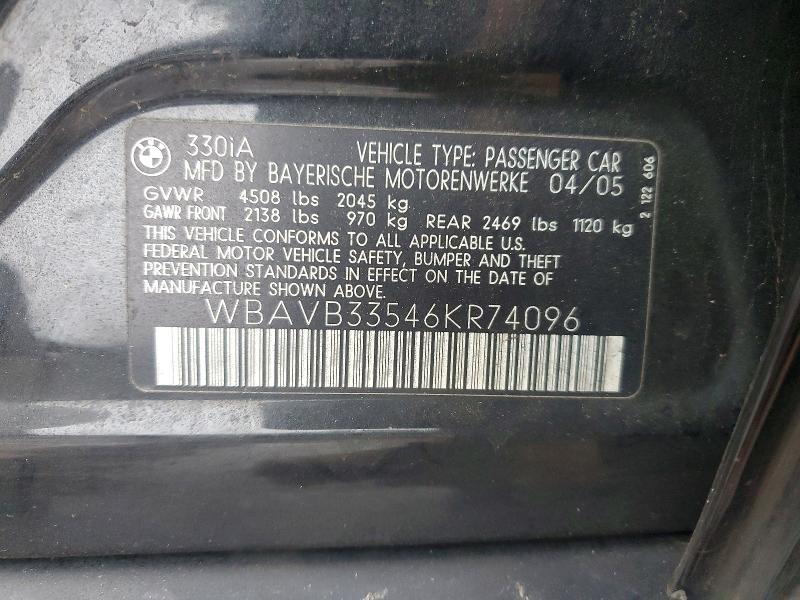 BMW
330iA VEHICLE TYPE: PASSENGER CAR
MFD BY BAYERISCHE MOTORENWERKE 04/05
GVWR 4508 lbs 2045 kg
GAWR FRONT 2138 lbs 970 kg REAR 2469 lbs 1120 kg
THIS VEHICLE CONFORMS TO ALL APPLICABLE U.S.
FEDERAL MOTOR VEHICLE SAFETY, BUMPER AND THEFT
PREVENTION STANDARDS IN EFFECT ON THE DATE OF
MANUFACTURE SHOWN ABOVE.
WBAVB33546KR74096
2 122 606